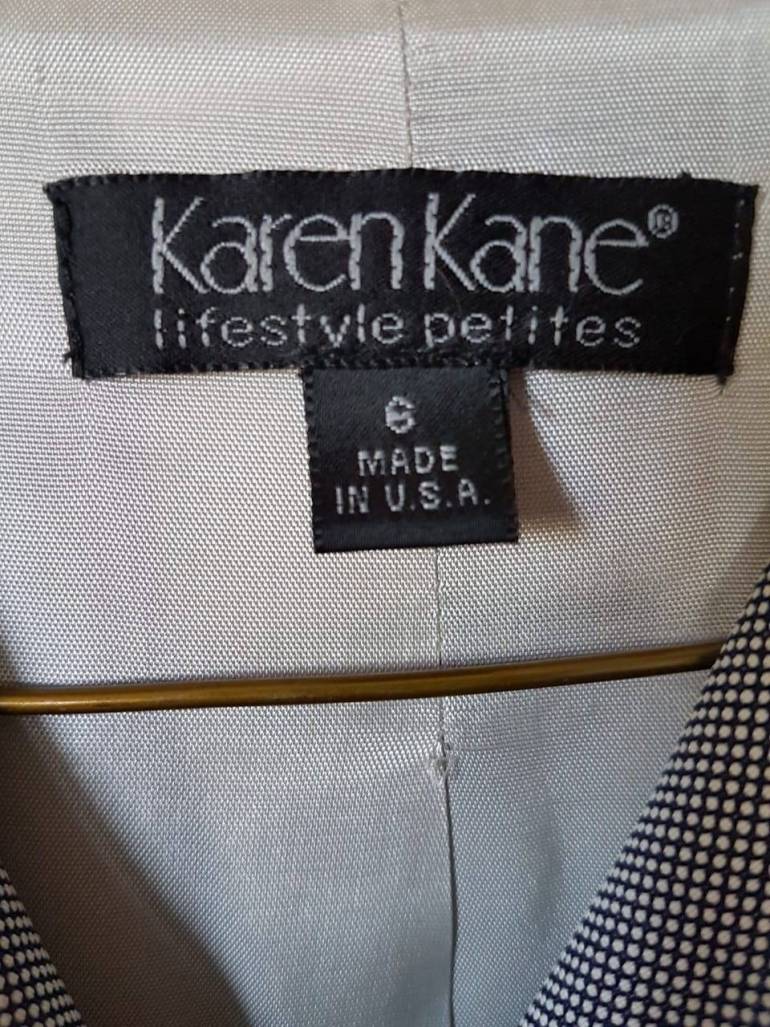 Karen Kane®
lifestyle petites
6
MADE
IN U.S.A.